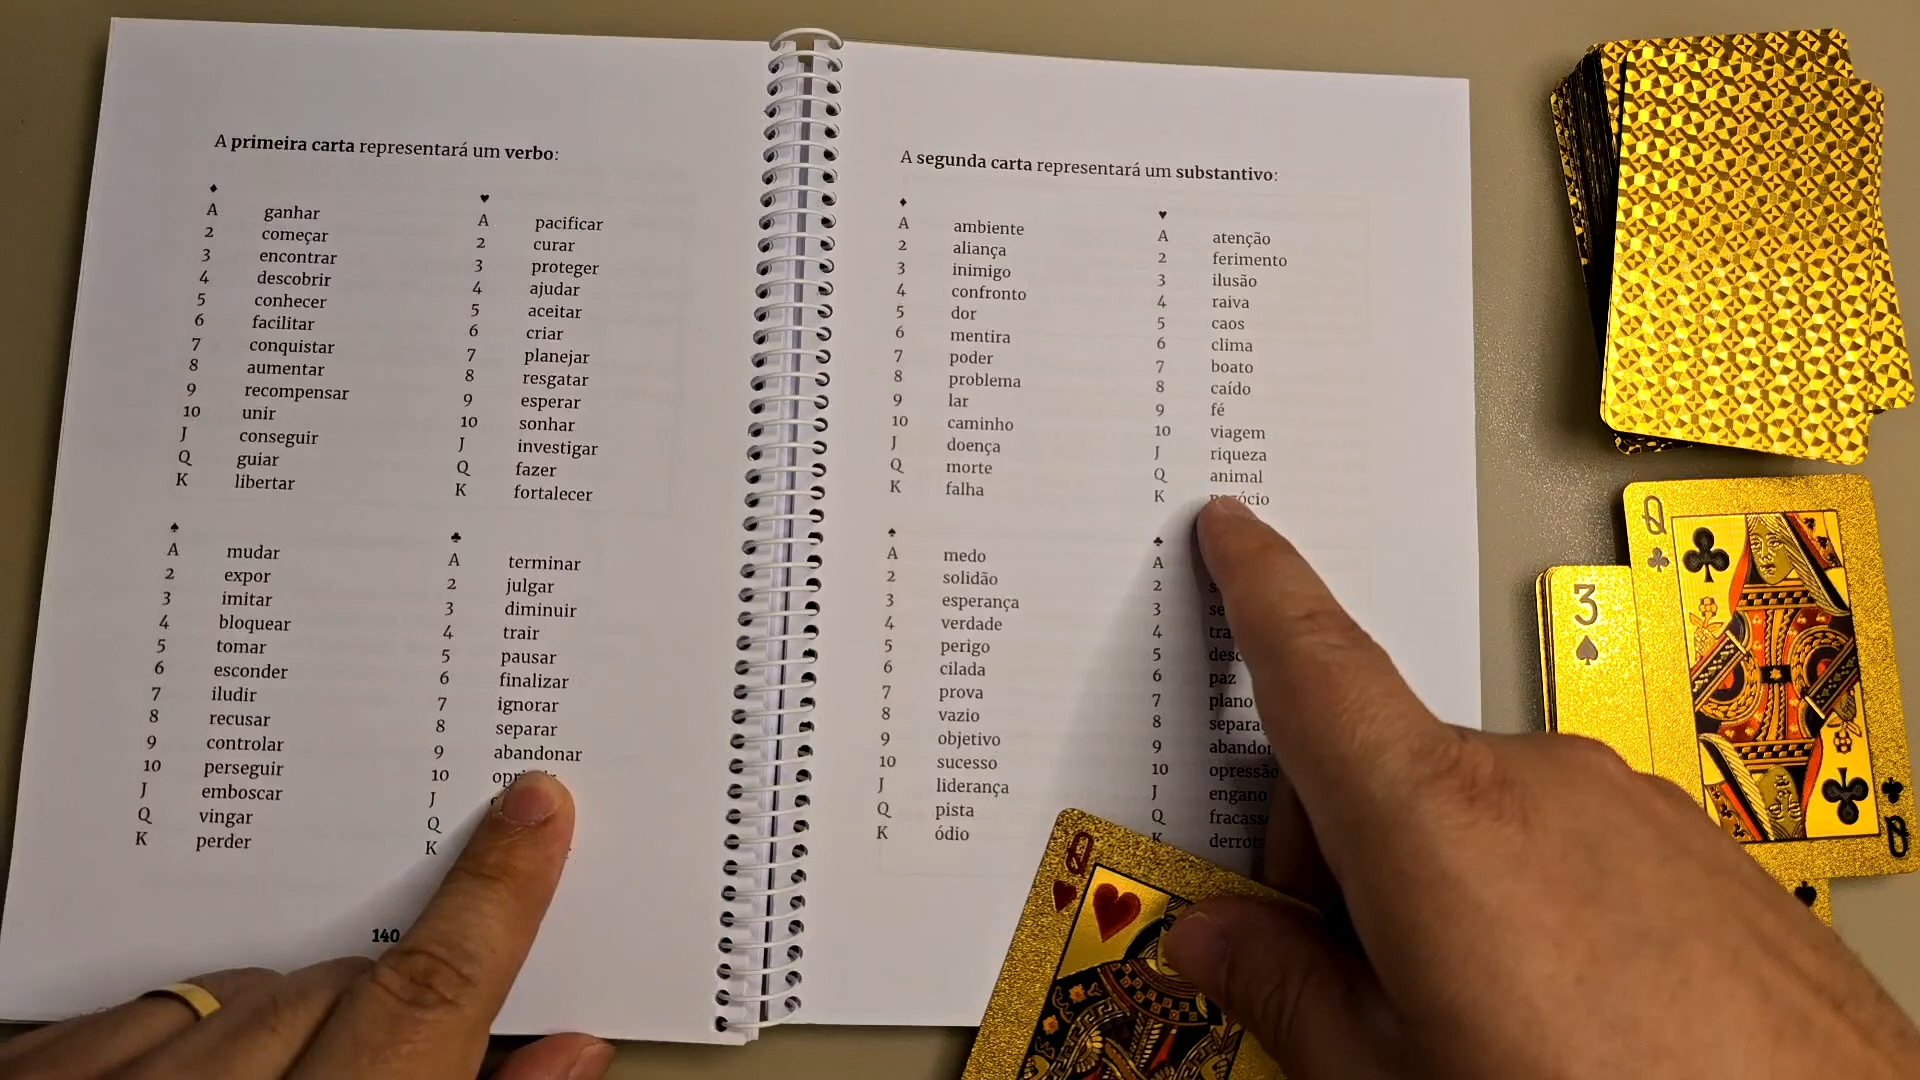 A primeira carta representará um verbo:
♦
A ganhar
2 começar
3 encontrar
4 descobrir
5 conhecer
6 facilitar
7 conquistar
8 aumentar
9 recompensar
10 unir
J conseguir
Q guiar
K libertar
♥
A pacificar
2 curar
3 proteger
4 ajudar
5 aceitar
6 criar
7 planejar
8 resgatar
9 esperar
10 sonhar
J investigar
Q fazer
K fortalecer
♠
A mudar
2 expor
3 imitar
4 bloquear
5 tomar
6 esconder
7 iludir
8 recusar
9 controlar
10 perseguir
J emboscar
Q vingar
K perder
♣
A terminar
2 julgar
3 diminuir
4 trair
5 pausar
6 finalizar
7 ignorar
8 separar
9 abandonar
10
J
Q
K
140
A segunda carta representará um substantivo:
♦
A ambiente
2 aliança
3 inimigo
4 confronto
5 dor
6 mentira
7 poder
8 problema
9 lar
10 caminho
J doença
Q morte
K falha
♥
A atenção
2 ferimento
3 ilusão
4 raiva
5 caos
6 clima
7 boato
8 caído
9 fé
10 viagem
J riqueza
Q animal
K
♠
A medo
2 solidão
3 esperança
4 verdade
5 perigo
6 cilada
7 prova
8 vazio
9 objetivo
10 sucesso
J liderança
Q pista
K ódio
♣
A
2
3
4
5
6 paz
7 plano
8
9
10 opressão
J engano
Q
K
Q
3
Q
Q